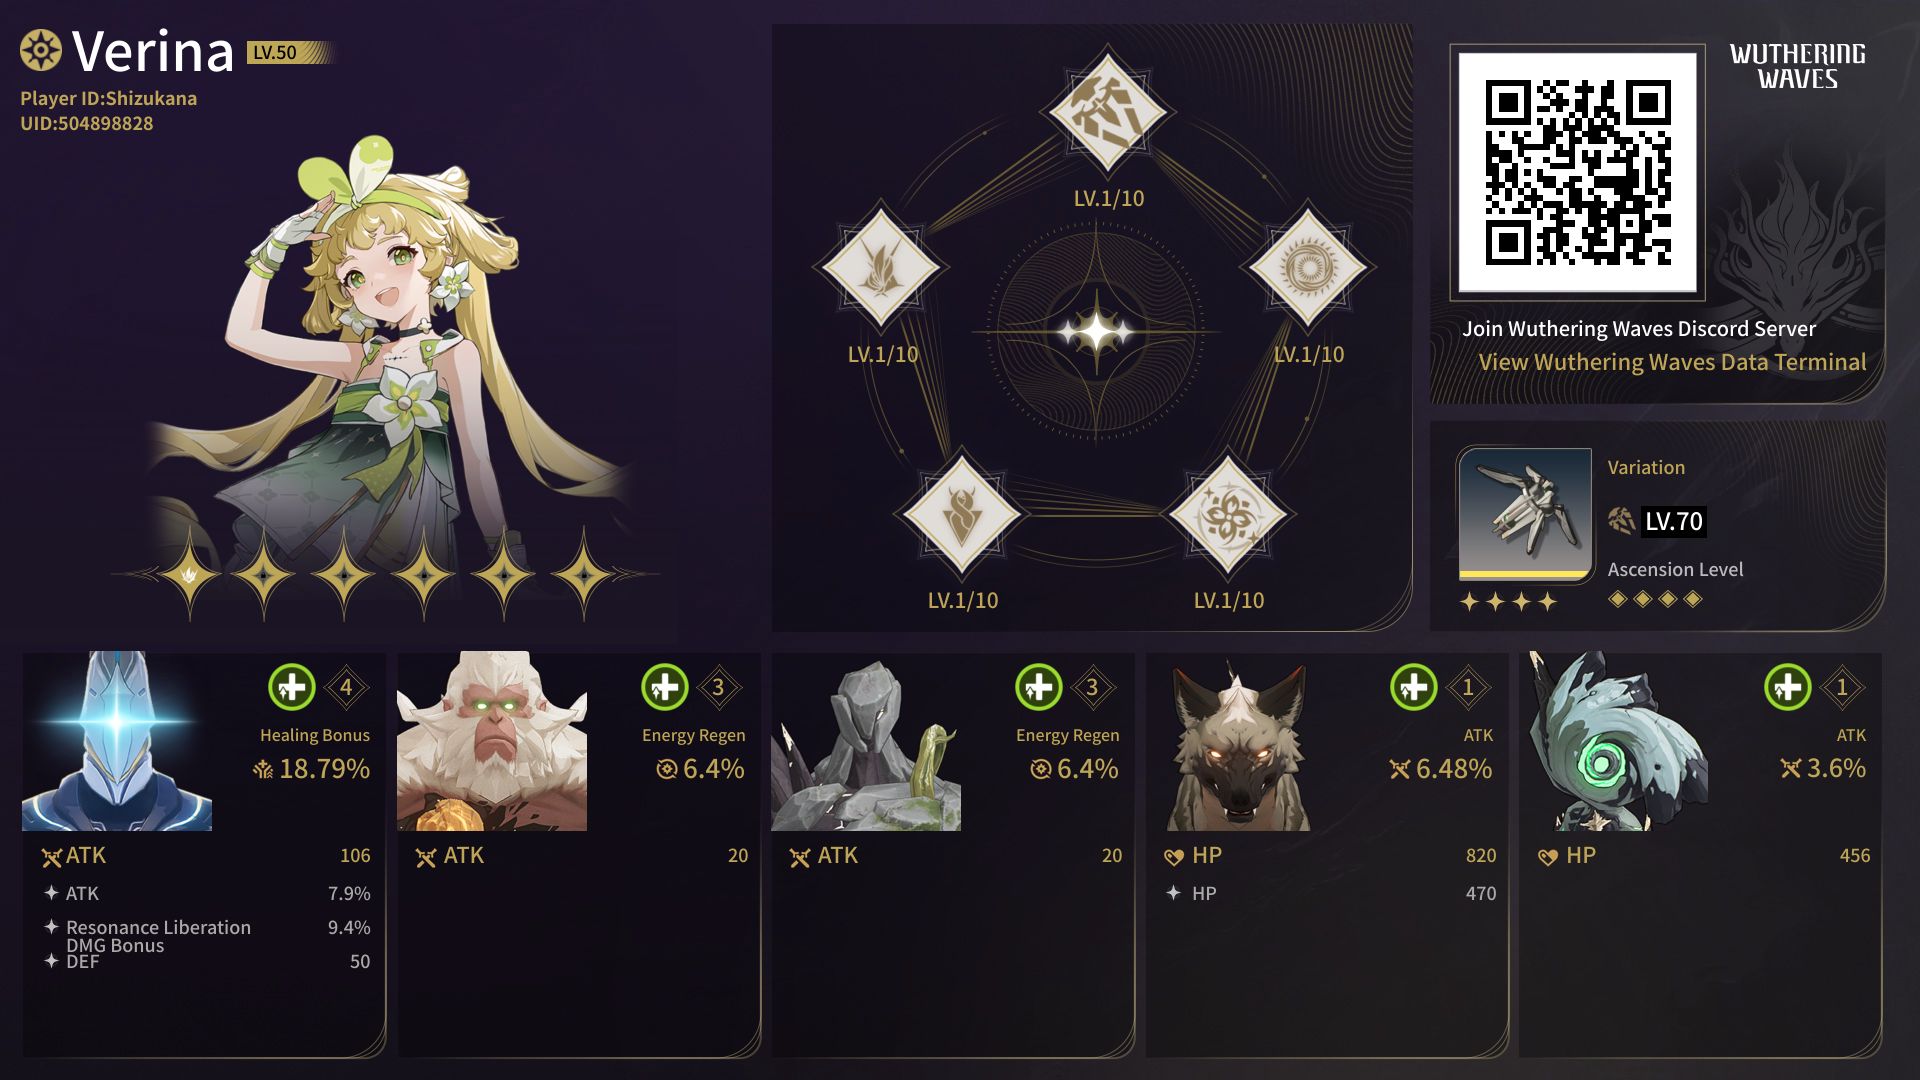 Verina LV.50
Player ID:Shizukana
UID:504898828
LV.1/10
LV.1/10
LV.1/10
LV.1/10
LV.1/10
WUTHERING
WAVES
Join Wuthering Waves Discord Server
View Wuthering Waves Data Terminal
Variation
LV.70
Ascension Level
4
Healing Bonus
18.79%
ATK 106
ATK 7.9%
Resonance Liberation 9.4%
DMG Bonus
DEF 50
3
Energy Regen
6.4%
ATK 20
3
Energy Regen
6.4%
ATK 20
1
ATK
6.48%
HP 820
HP 470
1
ATK
3.6%
HP 456